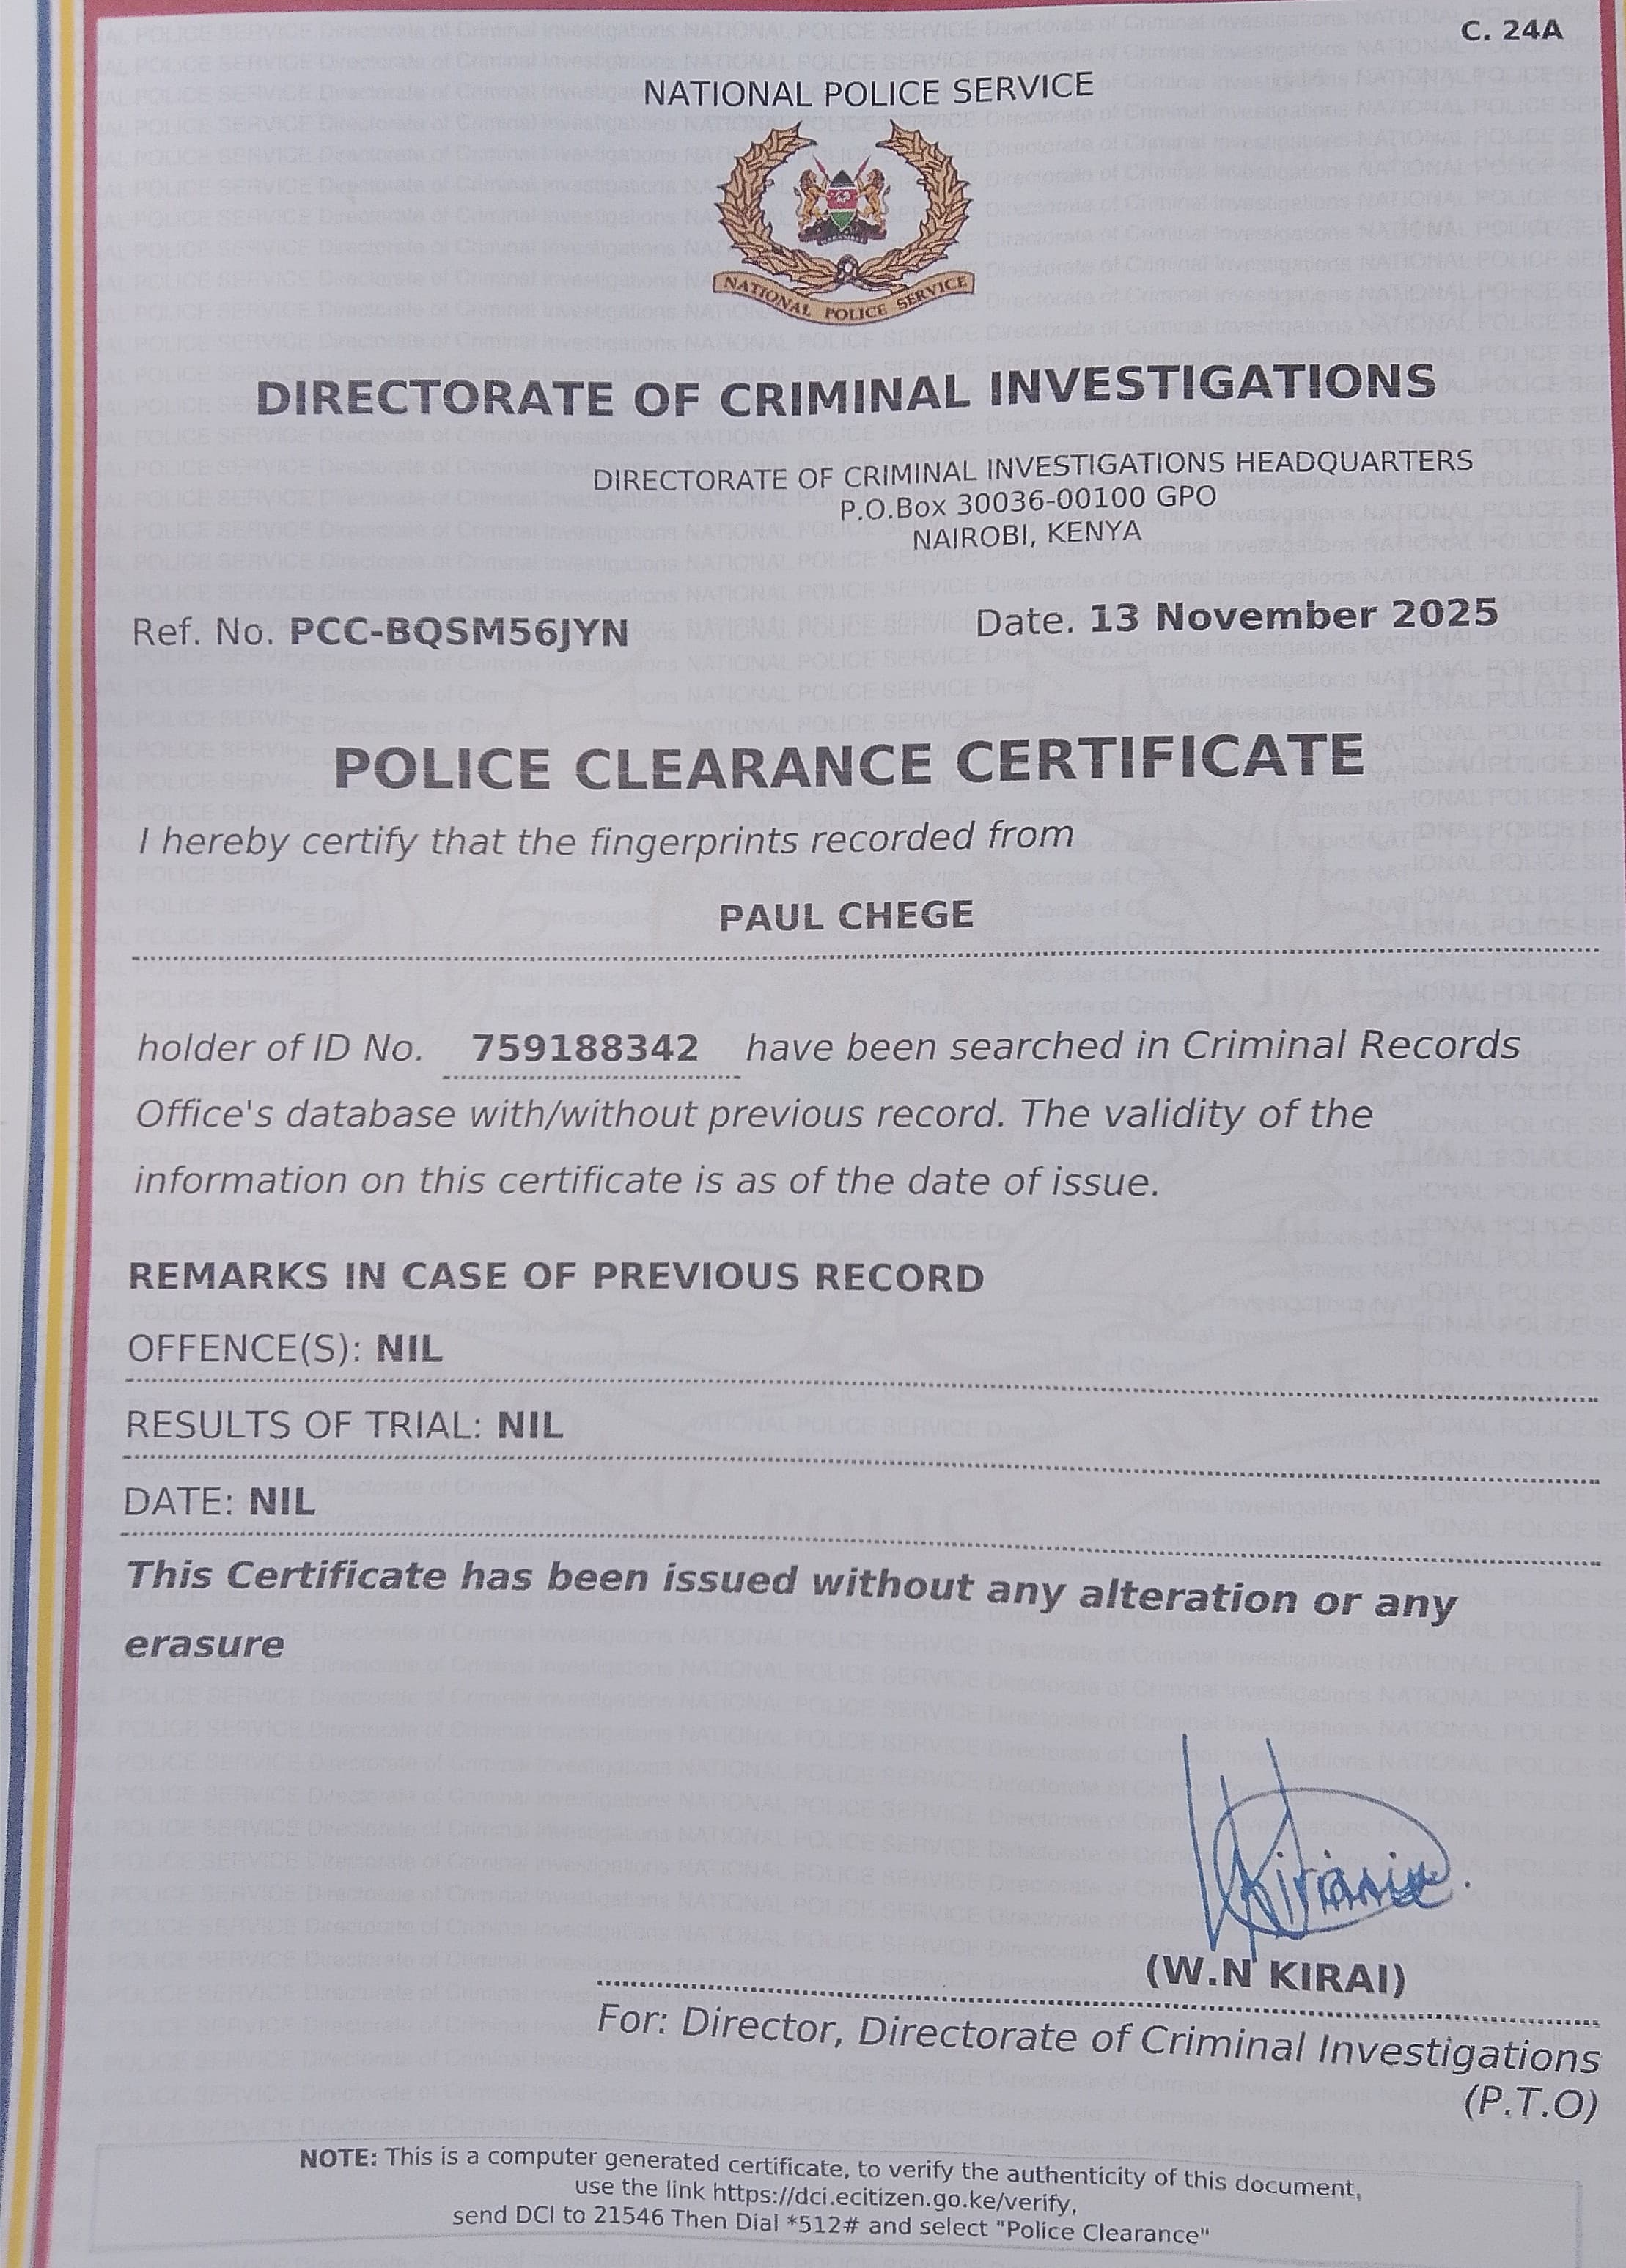 C. 24A
NATIONAL POLICE SERVICE
NATIONAL POLICE SERVICE
DIRECTORATE OF CRIMINAL INVESTIGATIONS
DIRECTORATE OF CRIMINAL INVESTIGATIONS HEADQUARTERS
P.O.Box 30036-00100 GPO
NAIROBI, KENYA
Ref. No. PCC-BQSM56JYN Date. 13 November 2025
POLICE CLEARANCE CERTIFICATE
I hereby certify that the fingerprints recorded from
PAUL CHEGE
holder of ID No. 759188342 have been searched in Criminal Records
Office's database with/without previous record. The validity of the
information on this certificate is as of the date of issue.
REMARKS IN CASE OF PREVIOUS RECORD
OFFENCE(S): NIL
RESULTS OF TRIAL: NIL
DATE: NIL
This Certificate has been issued without any alteration or any
erasure
(W.N KIRAI)
For: Director, Directorate of Criminal Investigations
(P.T.O)
NOTE: This is a computer generated certificate, to verify the authenticity of this document,
use the link https://dci.ecitizen.go.ke/verify,
send DCI to 21546 Then Dial *512# and select "Police Clearance"